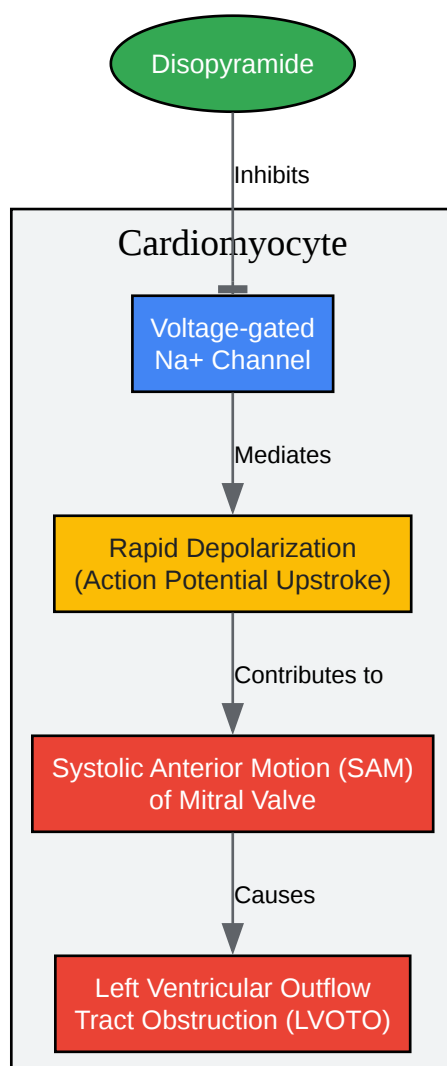 Disopyramide
Inhibits
Cardiomyocyte
Voltage-gated
Na+ Channel
Mediates
Rapid Depolarization
(Action Potential Upstroke)
Contributes to
Systolic Anterior Motion (SAM)
of Mitral Valve
Causes
Left Ventricular Outflow
Tract Obstruction (LVOTO)